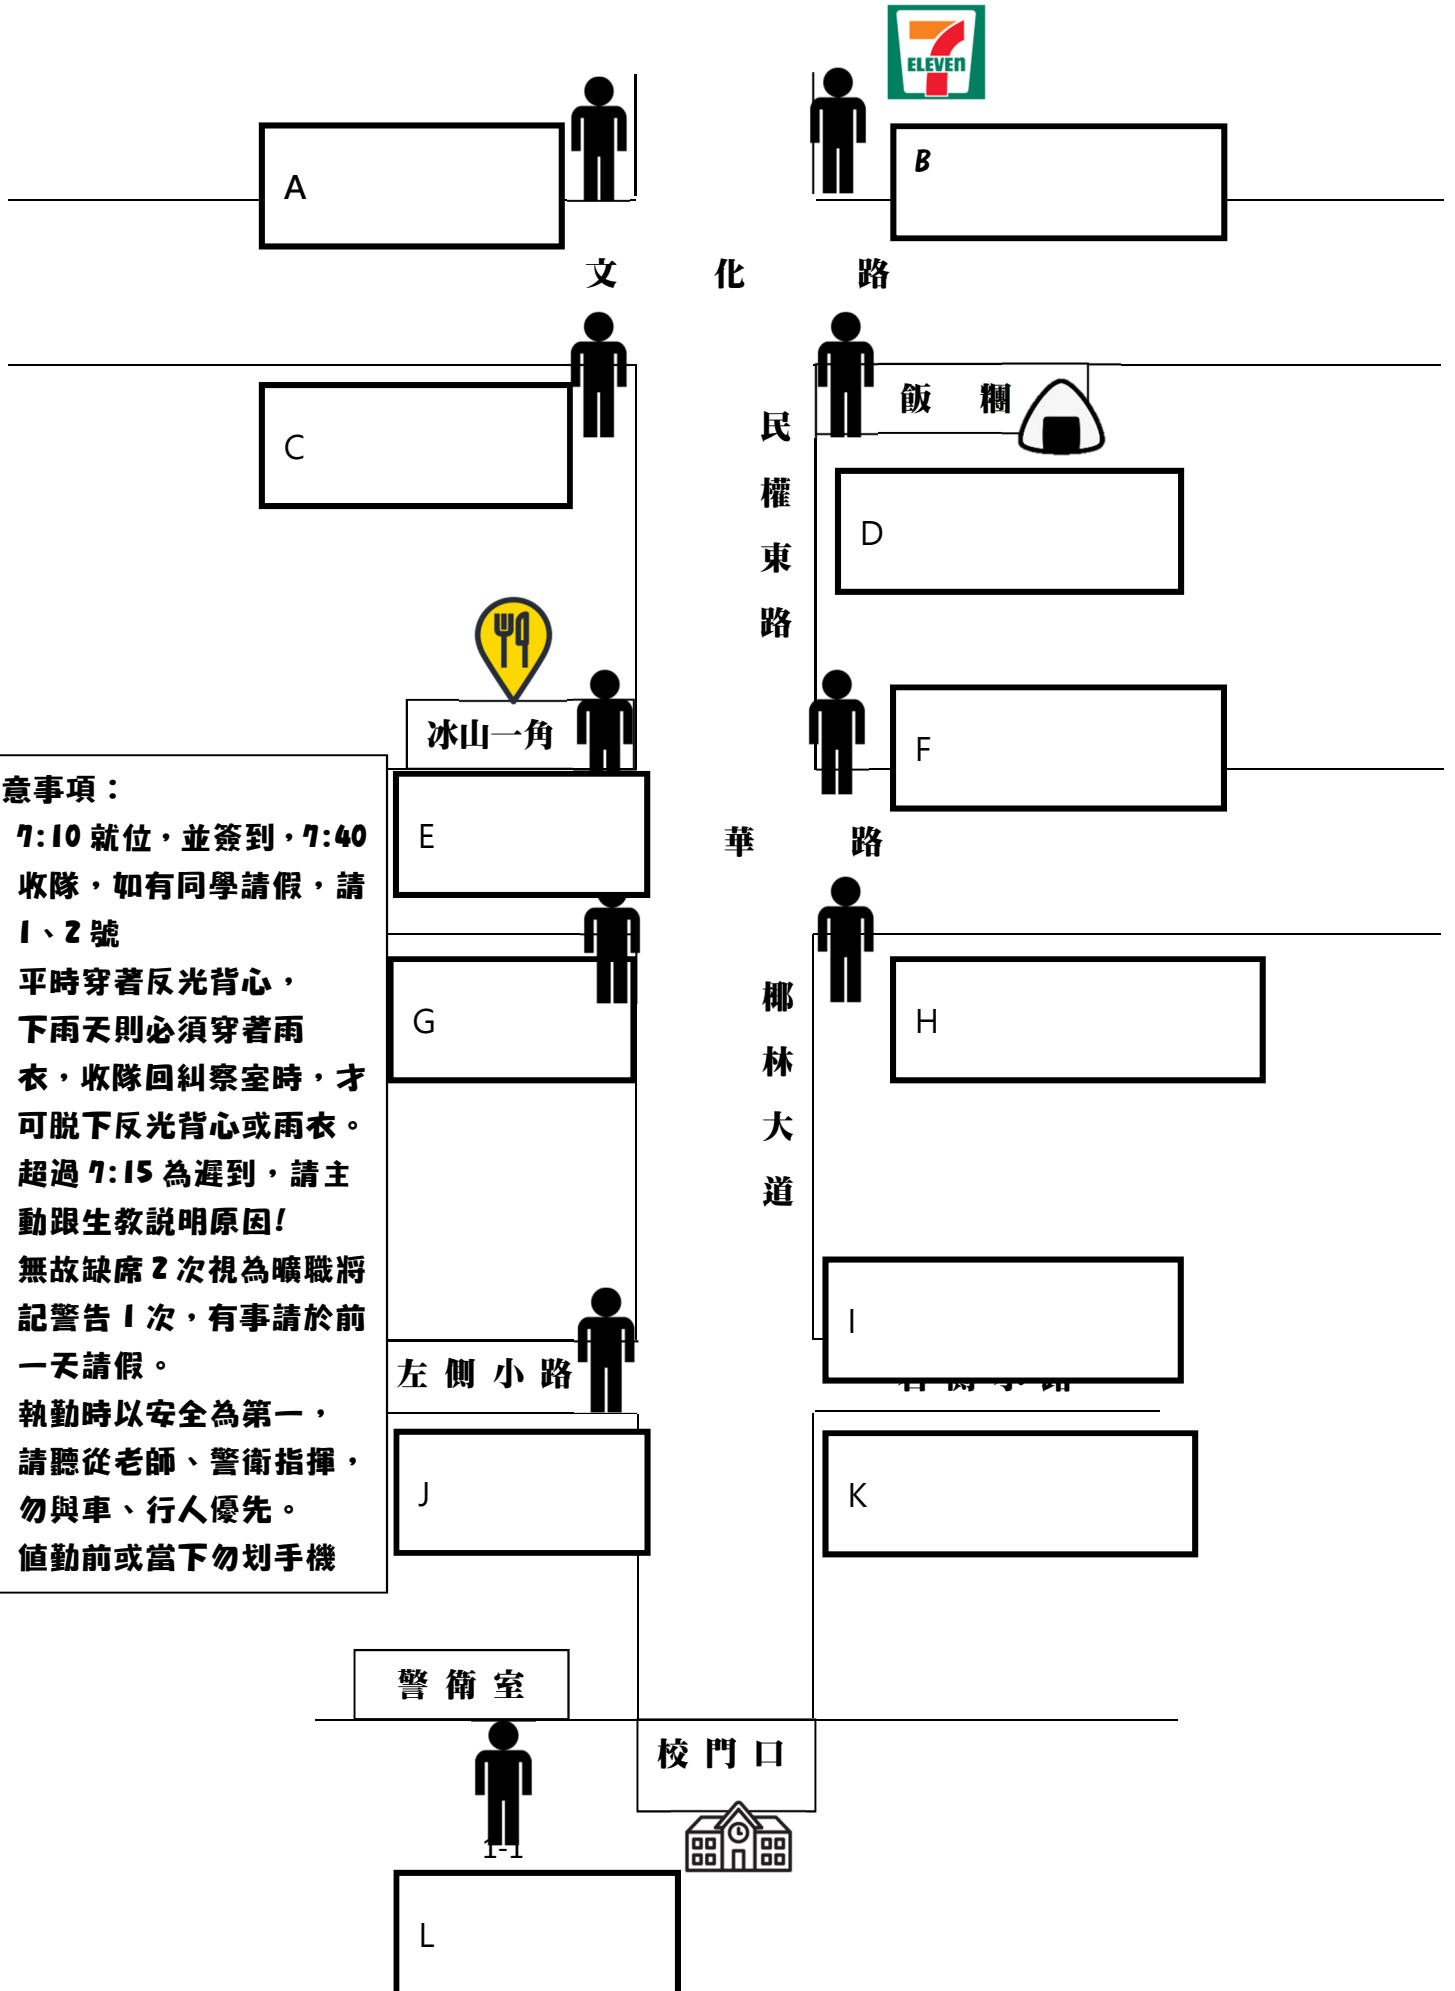 7
ELEVEN
A
B
文化路
飯糰
C
民權東路
D
冰山一角
F
意事項：
7:10 就位，並簽到，7:40
收隊，如有同學請假，請
1、2 號
平時穿著反光背心，
下雨天則必須穿著雨
衣，收隊回糾察室時，才
可脫下反光背心或雨衣。
超過 7:15 為遲到，請主
動跟生教說明原因!
無故缺席 2 次視為曠職將
記警告 1 次，有事請於前
一天請假。
執勤時以安全為第一，
請聽從老師、警衛指揮，
勿與車、行人優先。
值勤前或當下勿划手機
E
華路
G
H
椰林大道
I
左側小路
J
K
警衛室
校門口
1-1
L